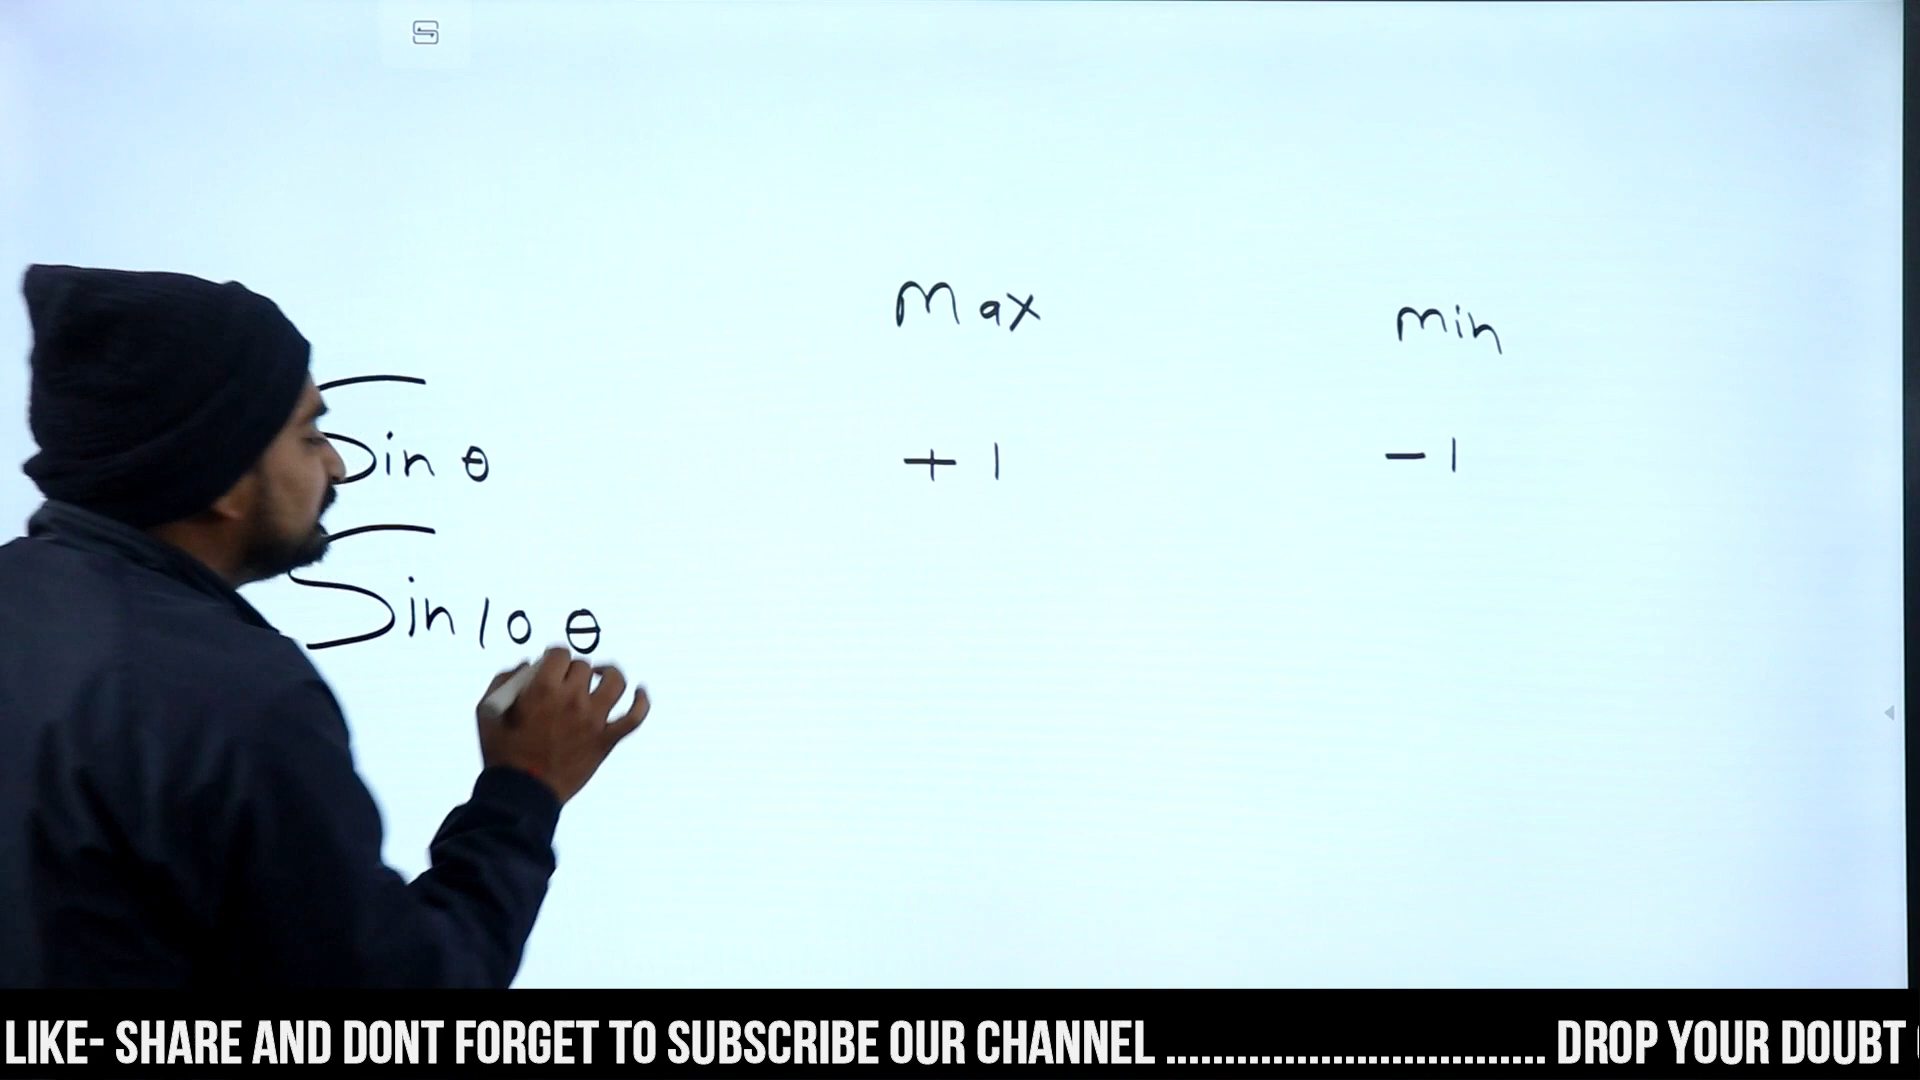 Max min
Sin θ + 1 - 1
Sin 10 θ
LIKE- SHARE AND DONT FORGET TO SUBSCRIBE OUR CHANNEL .............................. DROP YOUR DOUBT